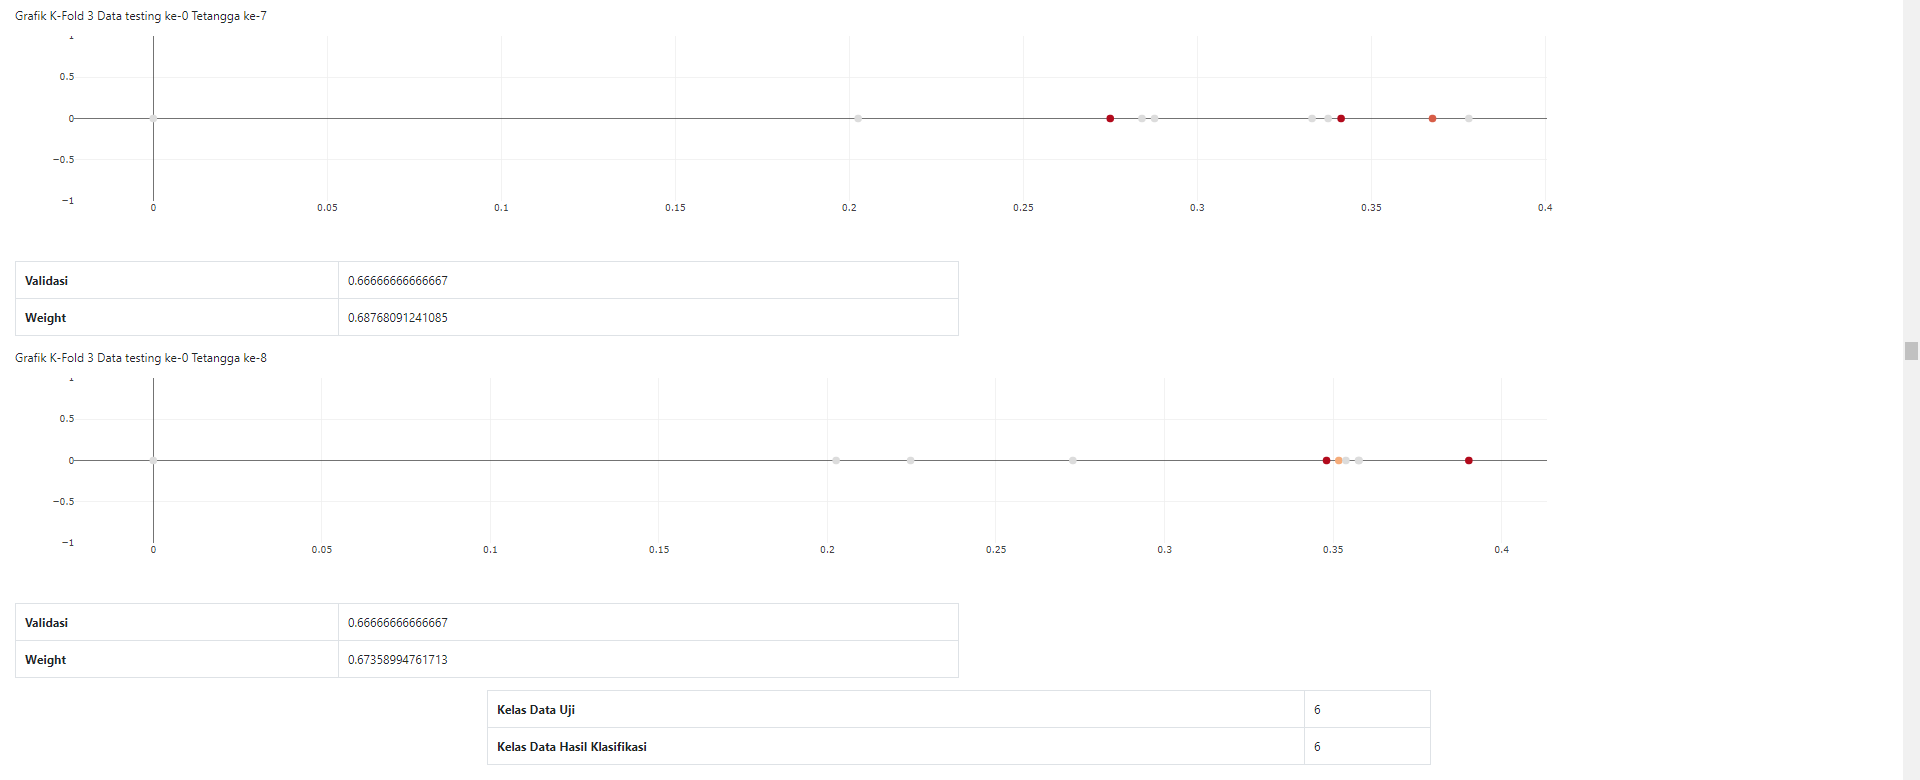 Grafik K-Fold 3 Data testing ke-0 Tetangga ke-7
1
0.5
0
−0.5
−1
0 0.05 0.1 0.15 0.2 0.25 0.3 0.35 0.4
Validasi 0.66666666666667
Weight 0.68768091241085
Grafik K-Fold 3 Data testing ke-0 Tetangga ke-8
1
0.5
0
−0.5
−1
0 0.05 0.1 0.15 0.2 0.25 0.3 0.35 0.4
Validasi 0.66666666666667
Weight 0.67358994761713
Kelas Data Uji 6
Kelas Data Hasil Klasifikasi 6